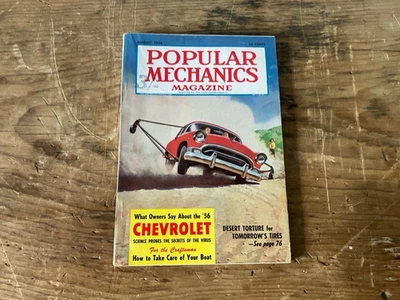 POPULAR
MECHANICS
MAGAZINE
What Owners Say About the '56
CHEVROLET
SCIENCE PROBES THE SECRETS OF THE VIRUS
For the Craftsman
How to Take Care of Your Boat
DESERT TORTURE for
TOMORROW'S TIRES
—See page 76